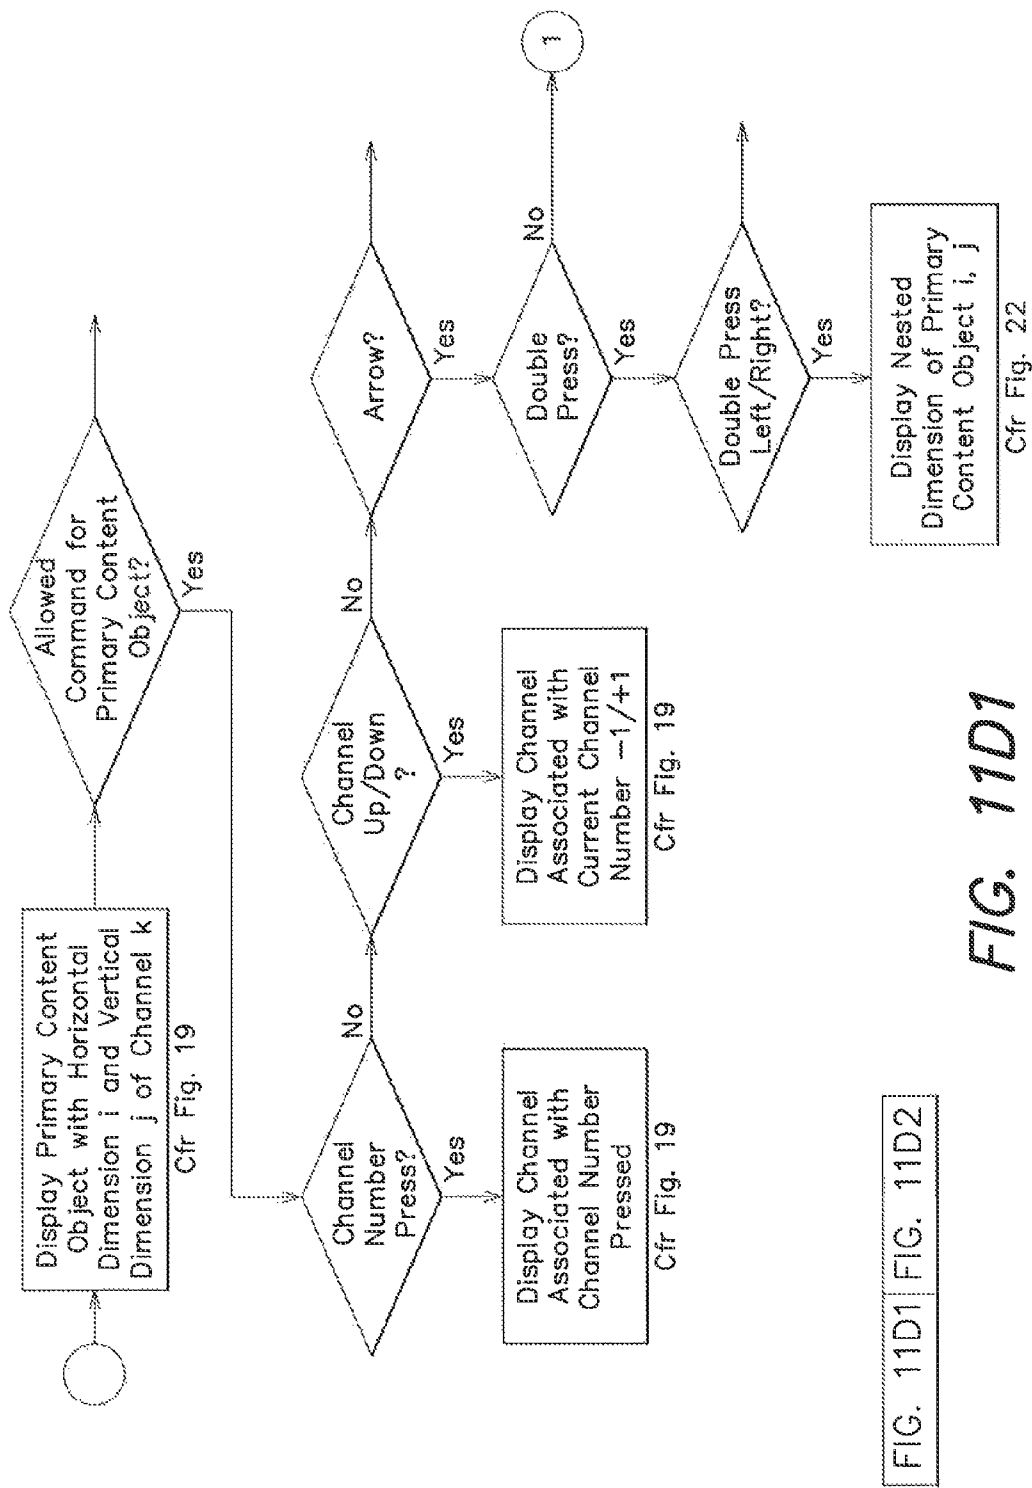 Display Primary Content
Object with Horizontal
Dimension i and Vertical
Dimension j of Channel k
Cfr Fig. 19
Allowed
Command for
Primary Content
Object?
Yes
Channel
Number
Press?
No
Yes
Display Channel
Associated with
Channel Number
Pressed
Cfr Fig. 19
Channel
Up/Down
?
No
Yes
Display Channel
Associated with
Current Channel
Number -1/+1
Cfr Fig. 19
Arrow?
Yes
Double
Press?
No
1
Yes
Double Press
Left/Right?
Yes
Display Nested
Dimension of Primary
Content Object i, j
Cfr Fig. 22
FIG. 11D1 FIG. 11D2
FIG. 11D1